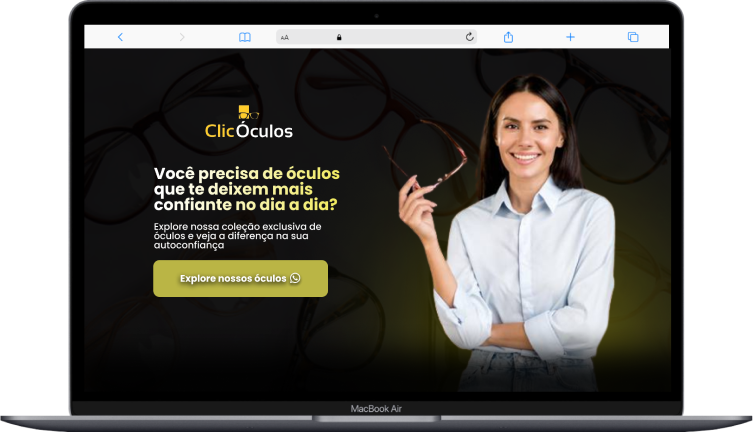 AA
ClicÓculos
Você precisa de óculos
que te deixem mais
confiante no dia a dia?
Explore nossa coleção exclusiva de
óculos e veja a diferença na sua
autoconfiança
Explore nossos óculos
MacBook Air